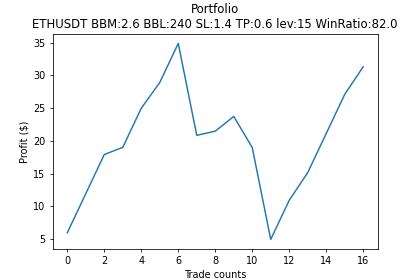 Portfolio
ETHUSDT BBM:2.6 BBL:240 SL:1.4 TP:0.6 lev:15 WinRatio:82.0
35
30
25
20
15
10
5
Profit ($)
0 2 4 6 8 10 12 14 16
Trade counts